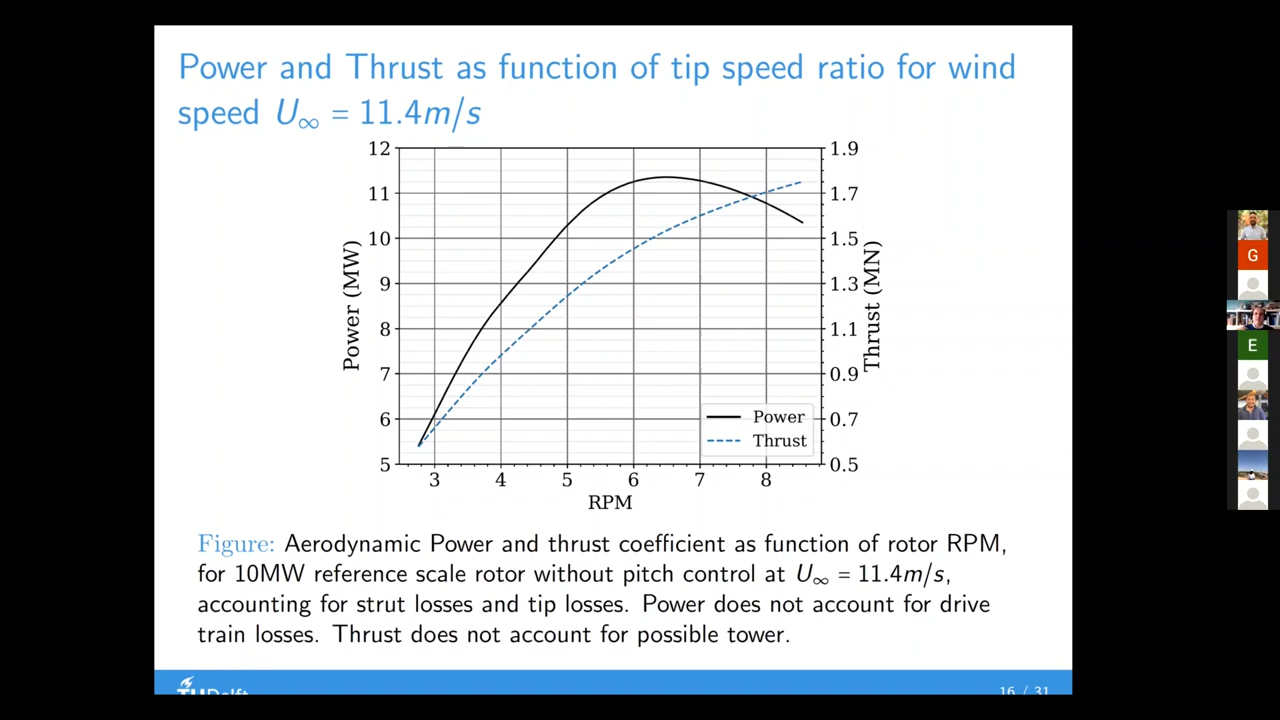 Power and Thrust as function of tip speed ratio for wind
speed U∞ = 11.4m/s
12
11
10
9
8
7
6
5
Power (MW)
1.9
1.7
1.5
1.3
1.1
0.9
0.7
0.5
Thrust (MN)
Power
Thrust
3 4 5 6 7 8
RPM
Figure: Aerodynamic Power and thrust coefficient as function of rotor RPM,
for 10MW reference scale rotor without pitch control at U∞ = 11.4m/s,
accounting for strut losses and tip losses. Power does not account for drive
train losses. Thrust does not account for possible tower.
TUDelft
16 / 31
G
E